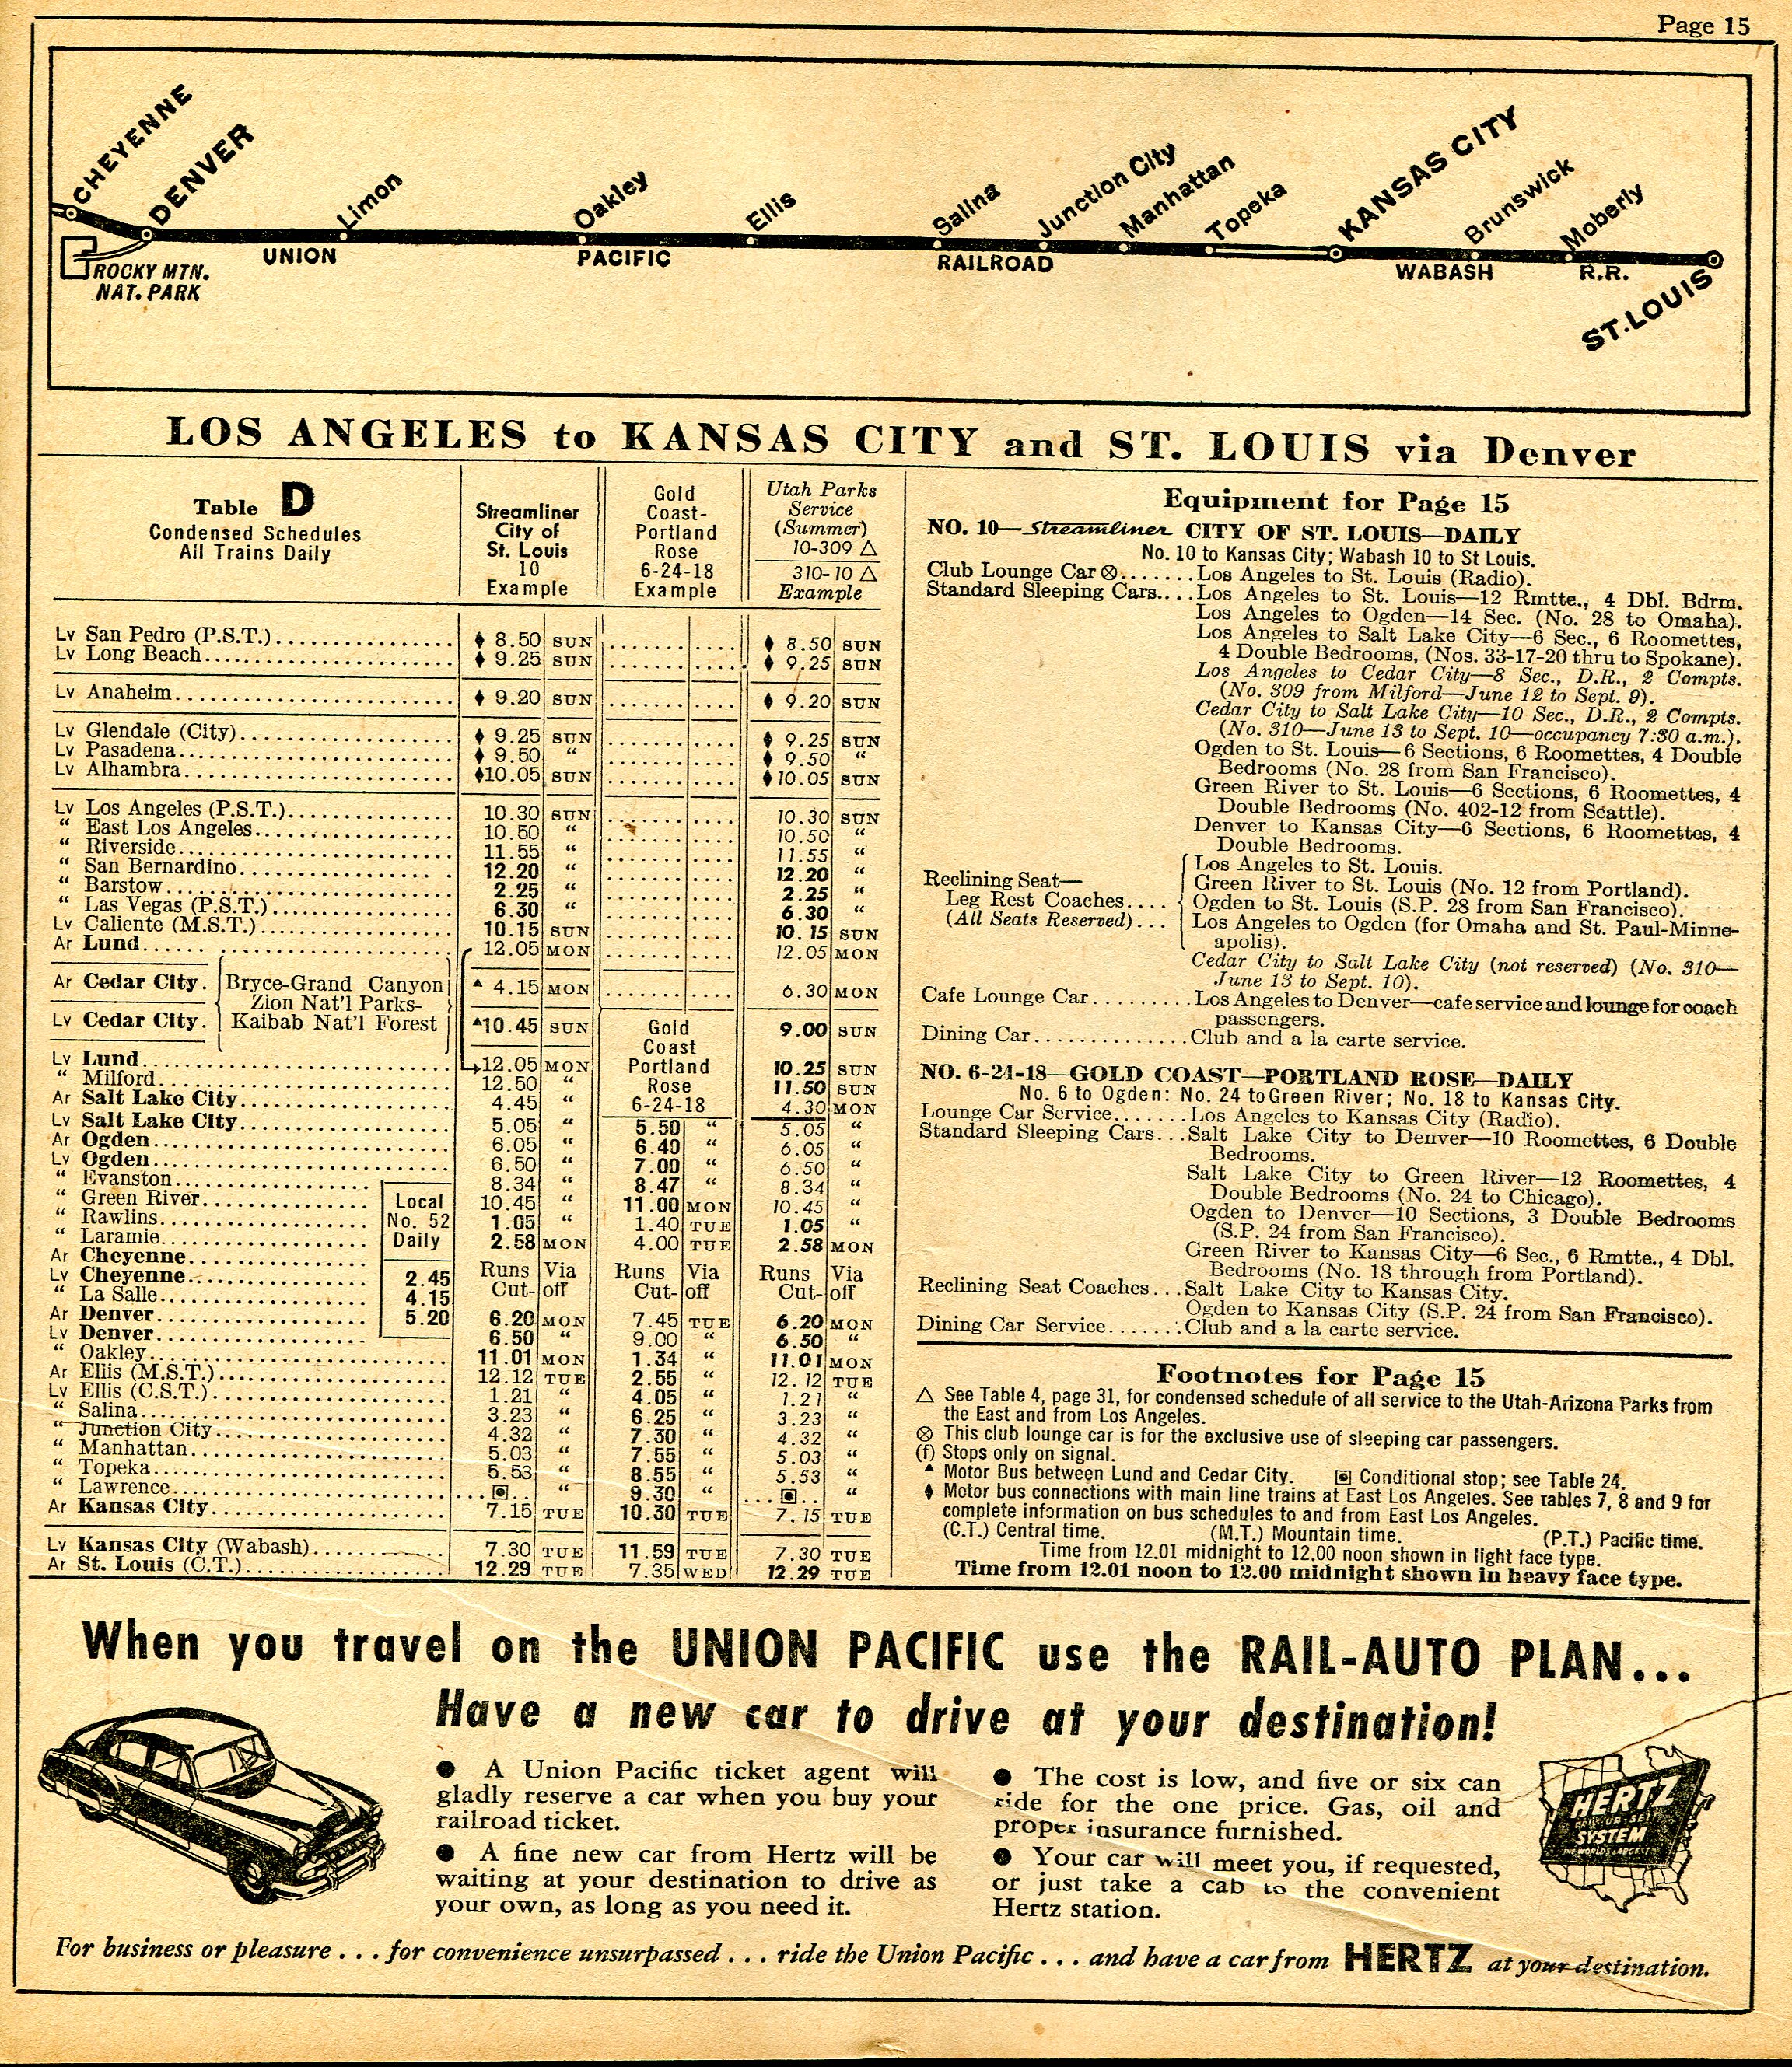 Page 15
CHEYENNE
DENVER
Limon
Oakley
Ellis
Salina
Junction City
Manhattan
Topeka
KANSAS CITY
Brunswick
Moberly
ST. LOUIS
ROCKY MTN.
NAT. PARK
UNION
PACIFIC
RAILROAD
WABASH
R.R.
LOS ANGELES to KANSAS CITY and ST. LOUIS via Denver
Table D
Condensed Schedules
All Trains Daily
Streamliner
City of
St. Louis
10
Example
Gold
Coast-
Portland
Rose
6-24-18
Example
Utah Parks
Service
(Summer)
10-309 △
310-10 △
Example
Lv San Pedro (P.S.T.) ♦ 8.50 SUN ♦ 8.50 SUN
Lv Long Beach ♦ 9.25 SUN ♦ 9.25 SUN
Lv Anaheim ♦ 9.20 SUN ♦ 9.20 SUN
Lv Glendale (City) ♦ 9.25 SUN ♦ 9.25 SUN
Lv Pasadena ♦ 9.50 “ ♦ 9.50 “
Lv Alhambra ♦10.05 SUN ♦10.05 SUN
Lv Los Angeles (P.S.T.) 10.30 SUN 10.30 SUN
“ East Los Angeles 10.50 “ 10.50 “
“ Riverside 11.55 “ 11.55 “
“ San Bernardino 12.20 “ 12.20 “
“ Barstow 2.25 “ 2.25 “
“ Las Vegas (P.S.T.) 6.30 “ 6.30 “
Lv Caliente (M.S.T.) 10.15 SUN 10.15 SUN
Ar Lund 12.05 MON 12.05 MON
Ar Cedar City. Bryce-Grand Canyon ▲ 4.15 MON 6.30 MON
Zion Nat'l Parks-
Lv Cedar City. Kaibab Nat'l Forest ▲10.45 SUN Gold 9.00 SUN
Coast
Lv Lund 12.05 MON Portland 10.25 SUN
“ Milford 12.50 “ Rose 11.50 SUN
Ar Salt Lake City 4.45 “ 6-24-18 4.30 MON
Lv Salt Lake City 5.05 “ 5.50 “ 5.05 “
Ar Ogden 6.05 “ 6.40 “ 6.05 “
Lv Ogden 6.50 “ 7.00 “ 6.50 “
“ Evanston 8.34 “ 8.47 “ 8.34 “
“ Green River Local 10.45 “ 11.00 MON 10.45 “
“ Rawlins No. 52 1.05 “ 1.40 TUE 1.05 “
“ Laramie Daily 2.58 MON 4.00 TUE 2.58 MON
Ar Cheyenne Runs Via Runs Via Runs Via
Lv Cheyenne 2.45 Cut-off Cut-off Cut-off
“ La Salle 4.15
Ar Denver 5.20 6.20 MON 7.45 TUE 6.20 MON
Lv Denver 6.50 “ 9.00 “ 6.50 “
“ Oakley 11.01 MON 1.34 “ 11.01 MON
Ar Ellis (M.S.T.) 12.12 TUE 2.55 “ 12.12 TUE
Lv Ellis (C.S.T.) 1.21 “ 4.05 “ 1.21 “
“ Salina 3.23 “ 6.25 “ 3.23 “
“ Junction City 4.32 “ 7.30 “ 4.32 “
“ Manhattan 5.03 “ 7.55 “ 5.03 “
“ Topeka 5.53 “ 8.55 “ 5.53 “
“ Lawrence ▣ “ 9.30 “ ▣ “
Ar Kansas City 7.15 TUE 10.30 TUE 7.15 TUE
Lv Kansas City (Wabash) 7.30 TUE 11.59 TUE 7.30 TUE
Ar St. Louis (C.T.) 12.29 TUE 7.35 WED 12.29 TUE
Equipment for Page 15
NO. 10—Streamliner CITY OF ST. LOUIS—DAILY
No. 10 to Kansas City; Wabash 10 to St Louis.
Club Lounge Car ⊗.......Los Angeles to St. Louis (Radio).
Standard Sleeping Cars....Los Angeles to St. Louis—12 Rmtte., 4 Dbl. Bdrm.
Los Angeles to Ogden—14 Sec. (No. 28 to Omaha).
Los Angeles to Salt Lake City—6 Sec., 6 Roomettes,
4 Double Bedrooms, (Nos. 33-17-20 thru to Spokane).
Los Angeles to Cedar City—8 Sec., D.R., 2 Compts.
(No. 309 from Milford—June 12 to Sept. 9).
Cedar City to Salt Lake City—10 Sec., D.R., 2 Compts.
(No. 310—June 13 to Sept. 10—occupancy 7:30 a.m.).
Ogden to St. Louis—6 Sections, 6 Roomettes, 4 Double
Bedrooms (No. 28 from San Francisco).
Green River to St. Louis—6 Sections, 6 Roomettes, 4
Double Bedrooms (No. 402-12 from Seattle).
Denver to Kansas City—6 Sections, 6 Roomettes, 4
Double Bedrooms.
Los Angeles to St. Louis.
Reclining Seat— Green River to St. Louis (No. 12 from Portland).
Leg Rest Coaches.... Ogden to St. Louis (S.P. 28 from San Francisco).
(All Seats Reserved)... Los Angeles to Ogden (for Omaha and St. Paul-Minne-
apolis).
Cedar City to Salt Lake City (not reserved) (No. 310—
June 13 to Sept. 10).
Cafe Lounge Car.........Los Angeles to Denver—cafe service and lounge for coach
passengers.
Dining Car..............Club and a la carte service.
NO. 6-24-18—GOLD COAST—PORTLAND ROSE—DAILY
No. 6 to Ogden: No. 24 to Green River; No. 18 to Kansas City.
Lounge Car Service.......Los Angeles to Kansas City (Radio).
Standard Sleeping Cars...Salt Lake City to Denver—10 Roomettes, 6 Double
Bedrooms.
Salt Lake City to Green River—12 Roomettes, 4
Double Bedrooms (No. 24 to Chicago).
Ogden to Denver—10 Sections, 3 Double Bedrooms
(S.P. 24 from San Francisco).
Green River to Kansas City—6 Sec., 6 Rmtte., 4 Dbl.
Bedrooms (No. 18 through from Portland).
Reclining Seat Coaches...Salt Lake City to Kansas City.
Ogden to Kansas City (S.P. 24 from San Francisco).
Dining Car Service.......Club and a la carte service.
Footnotes for Page 15
△ See Table 4, page 31, for condensed schedule of all service to the Utah-Arizona Parks from
the East and from Los Angeles.
⊗ This club lounge car is for the exclusive use of sleeping car passengers.
(f) Stops only on signal.
▲ Motor Bus between Lund and Cedar City. ▣ Conditional stop; see Table 24.
♦ Motor bus connections with main line trains at East Los Angeles. See tables 7, 8 and 9 for
complete information on bus schedules to and from East Los Angeles.
(C.T.) Central time. (M.T.) Mountain time. (P.T.) Pacific time.
Time from 12.01 midnight to 12.00 noon shown in light face type.
Time from 12.01 noon to 12.00 midnight shown in heavy face type.
When you travel on the UNION PACIFIC use the RAIL-AUTO PLAN...
Have a new car to drive at your destination!
● A Union Pacific ticket agent will
gladly reserve a car when you buy your
railroad ticket.
● A fine new car from Hertz will be
waiting at your destination to drive as
your own, as long as you need it.
● The cost is low, and five or six can
ride for the one price. Gas, oil and
proper insurance furnished.
● Your car will meet you, if requested,
or just take a cab to the convenient
Hertz station.
HERTZ
SYSTEM
For business or pleasure . . . for convenience unsurpassed . . . ride the Union Pacific . . . and have a car from HERTZ at your destination.